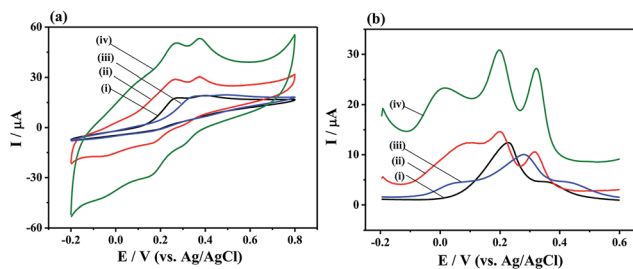 (a)
60
30
0
-30
-60
I / μA
(iv)
(iii)
(ii)
(i)
-0.2
0.0
0.2
0.4
0.6
0.8
E / V (vs. Ag/AgCl)
(b)
30
20
10
0
I / μA
(iv)
(iii)
(ii)
(i)
-0.2
0.0
0.2
0.4
0.6
E / V (vs. Ag/AgCl)